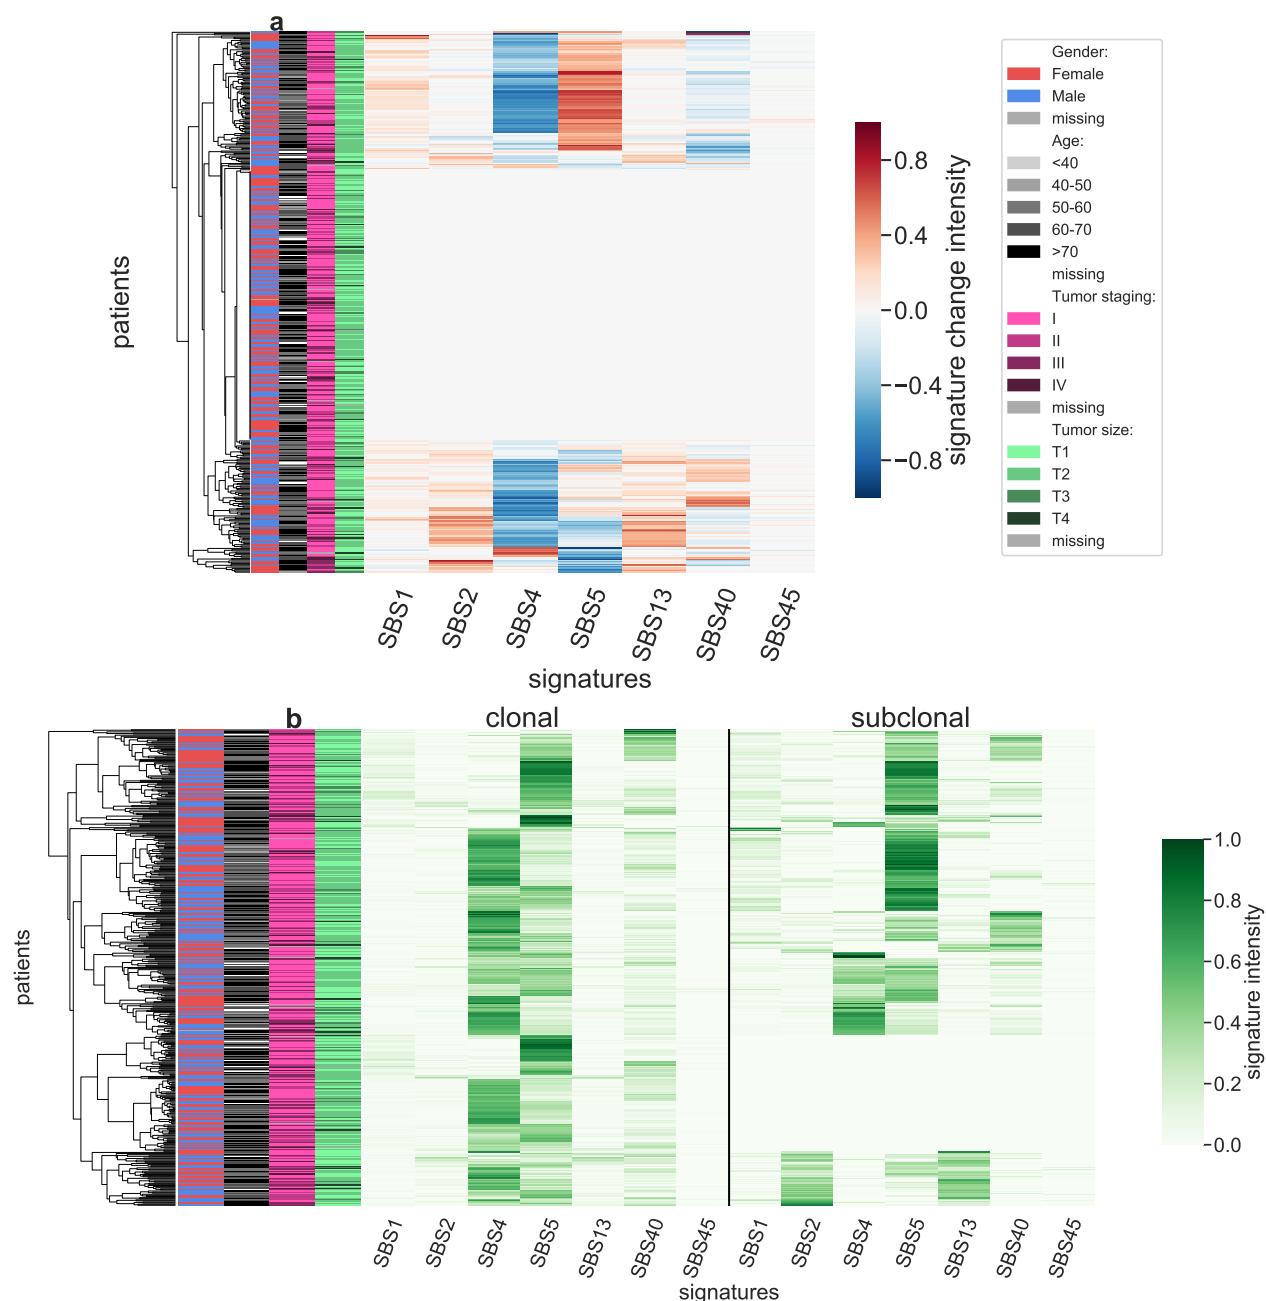 a
patients
0.8
0.4
0.0
−0.4
−0.8
signature change intensity
Gender:
Female
Male
missing
Age:
<40
40-50
50-60
60-70
>70
missing
Tumor staging:
I
II
III
IV
missing
Tumor size:
T1
T2
T3
T4
missing
SBS1
SBS2
SBS4
SBS5
SBS13
SBS40
SBS45
signatures
b
clonal
subclonal
patients
1.0
0.8
0.6
0.4
0.2
0.0
signature intensity
SBS1
SBS2
SBS4
SBS5
SBS13
SBS40
SBS45
SBS1
SBS2
SBS4
SBS5
SBS13
SBS40
SBS45
signatures